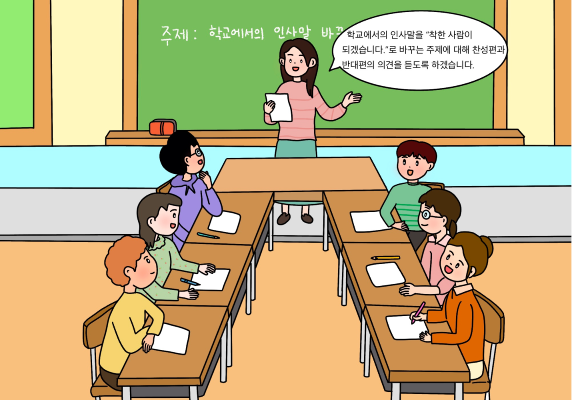 주제: 학교에서의 인사말 바꾸
학교에서의 인사말을 "착한 사람이
되겠습니다."로 바꾸는 주제에 대해 찬성편과
반대편의 의견을 듣도록 하겠습니다.